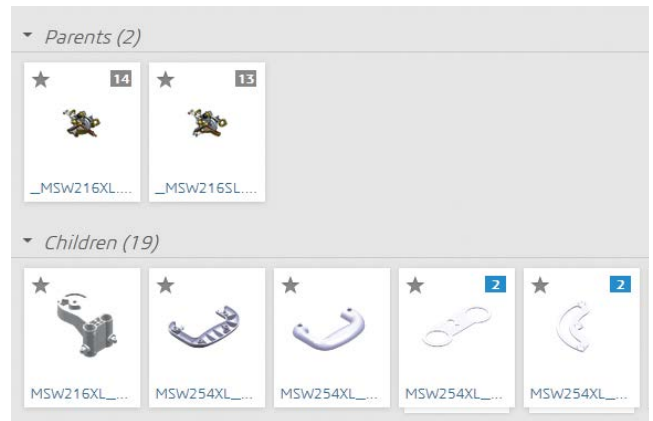 Parents (2)
14
13
_MSW216XL....
_MSW216SL....
Children (19)
2
2
MSW216XL_...
MSW254XL_...
MSW254XL_...
MSW254XL_...
MSW254XL_...